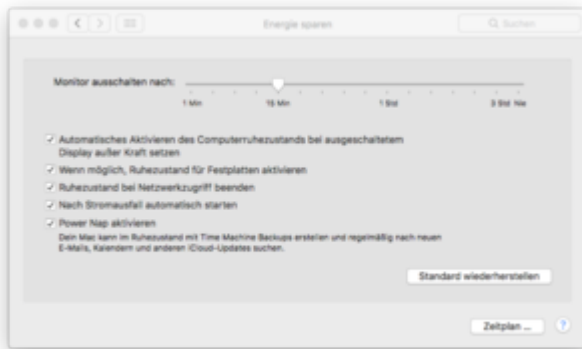 Energie sparen
Suchen
Monitor ausschalten nach:
1 Min 15 Min 1 Std 3 Std Nie
Automatisches Aktivieren des Computerruhezustands bei ausgeschaltetem
Display außer Kraft setzen
Wenn möglich, Ruhezustand für Festplatten aktivieren
Ruhezustand bei Netzwerkzugriff beenden
Nach Stromausfall automatisch starten
Power Nap aktivieren
Dein Mac kann im Ruhezustand mit Time Machine Backups erstellen und regelmäßig nach neuen
E-Mails, Kalendern und anderen iCloud-Updates suchen.
Standard wiederherstellen
Zeitplan ...
?